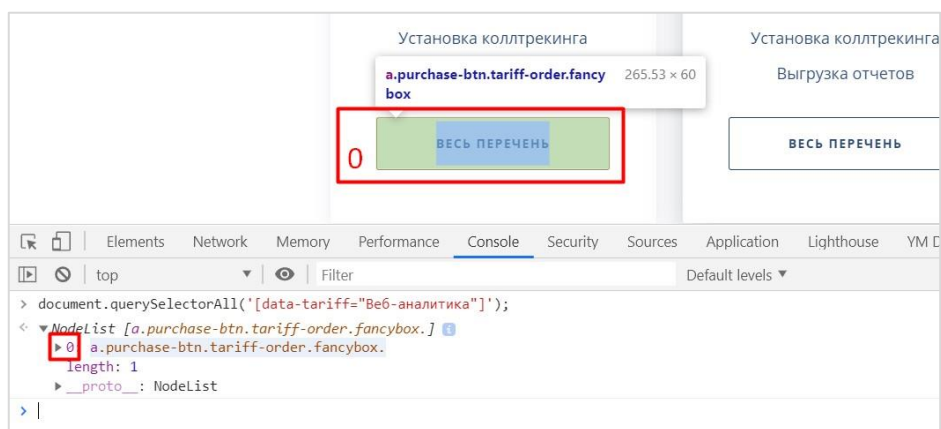 Установка коллтрекинга
Установка коллтрекинга
a.purchase-btn.tariff-order.fancy 265.53 × 60
box
Выгрузка отчетов
0
ВЕСЬ ПЕРЕЧЕНЬ
ВЕСЬ ПЕРЕЧЕНЬ
Elements Network Memory Performance Console Security Sources Application Lighthouse YM
top Filter Default levels
document.querySelectorAll('[data-tariff="Веб-аналитика"]');
NodeList [a.purchase-btn.tariff-order.fancybox.]
0 a.purchase-btn.tariff-order.fancybox.
length: 1
__proto__: NodeList